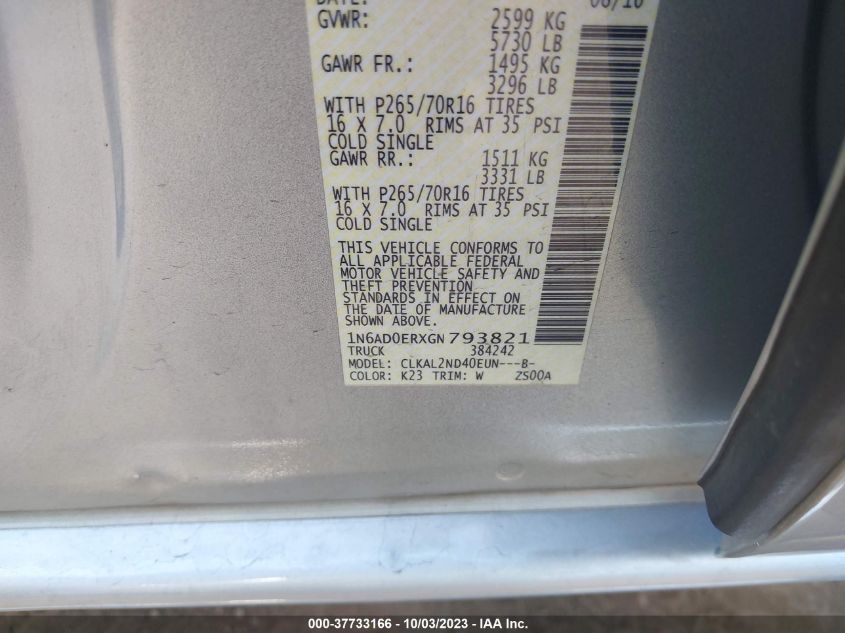 DATE: 08/16
GVWR: 2599 KG
5730 LB
GAWR FR.: 1495 KG
3296 LB
WITH P265/70R16 TIRES
16 X 7.0 RIMS AT 35 PSI
COLD SINGLE
GAWR RR.: 1511 KG
3331 LB
WITH P265/70R16 TIRES
16 X 7.0 RIMS AT 35 PSI
COLD SINGLE
THIS VEHICLE CONFORMS TO
ALL APPLICABLE FEDERAL
MOTOR VEHICLE SAFETY AND
THEFT PREVENTION
STANDARDS IN EFFECT ON
THE DATE OF MANUFACTURE
SHOWN ABOVE.
1N6AD0ERXGN793821
TRUCK 384242
MODEL: CLKAL2ND40EUN---B-
COLOR: K23 TRIM: W ZS00A
000-37733166 - 10/03/2023 - IAA Inc.